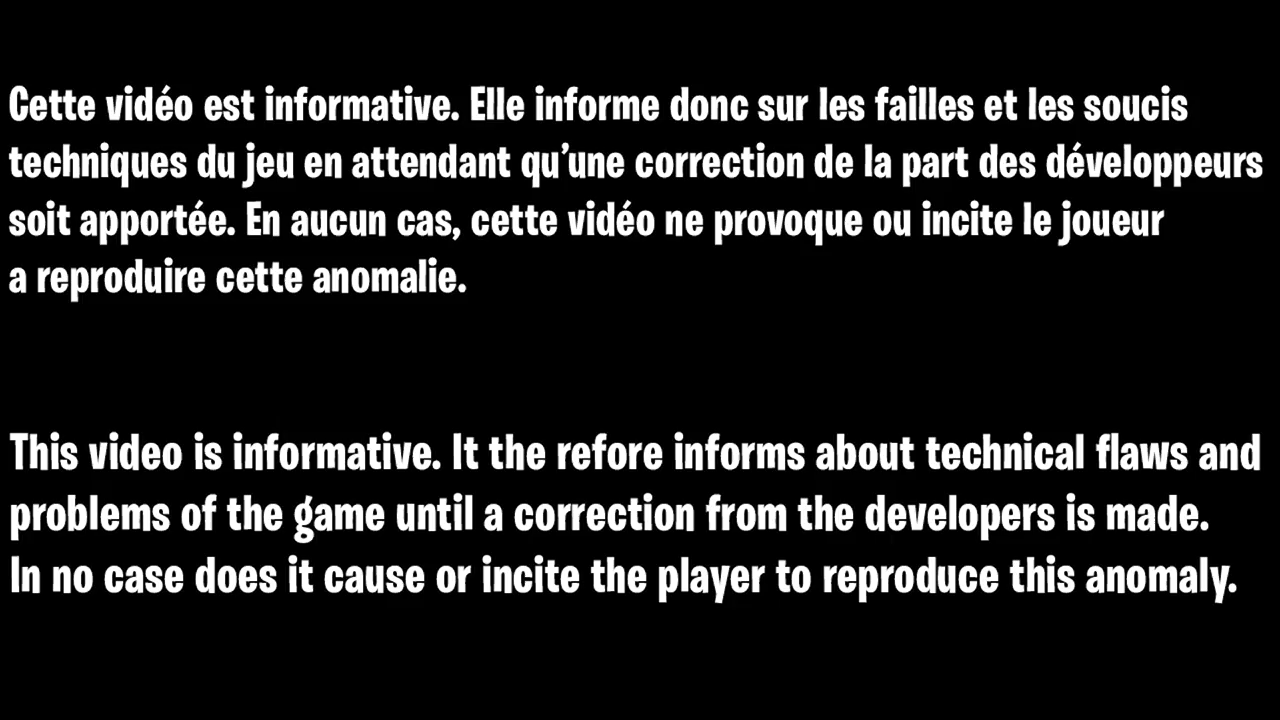 Cette vidéo est informative. Elle informe donc sur les failles et les soucis
techniques du jeu en attendant qu’une correction de la part des développeurs
soit apportée. En aucun cas, cette vidéo ne provoque ou incite le joueur
a reproduire cette anomalie.
This video is informative. It the refore informs about technical flaws and
problems of the game until a correction from the developers is made.
In no case does it cause or incite the player to reproduce this anomaly.